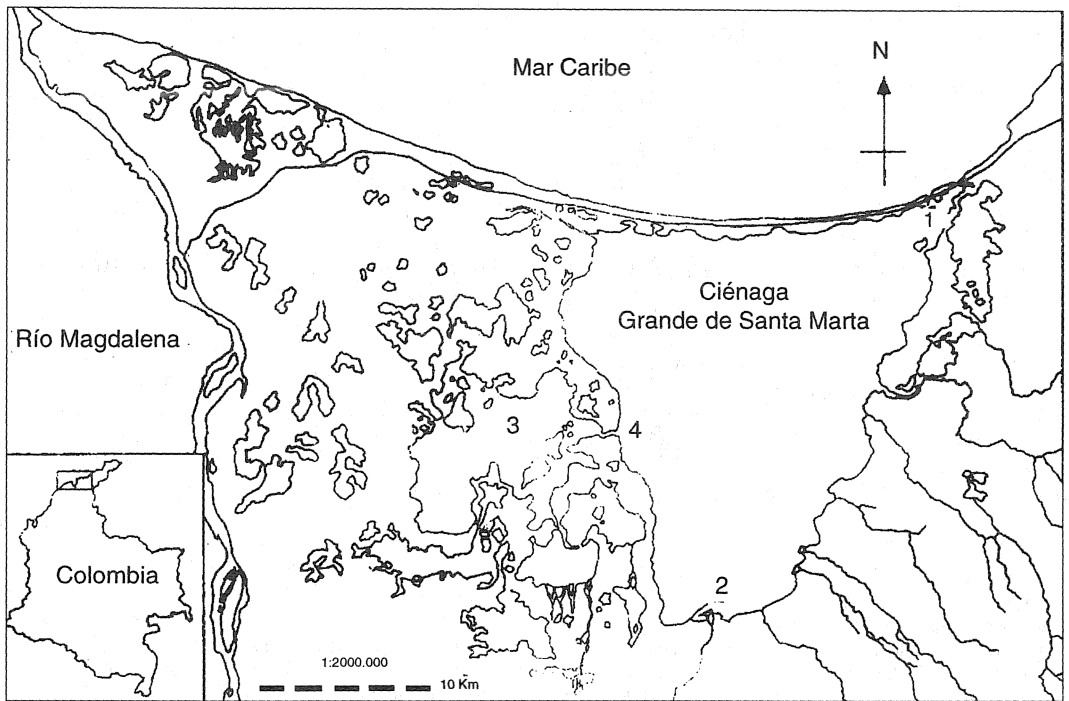 Mar Caribe
N
1
Ciénaga
Grande de Santa Marta
Río Magdalena
3
4
Colombia
2
1:2000.000
10 Km